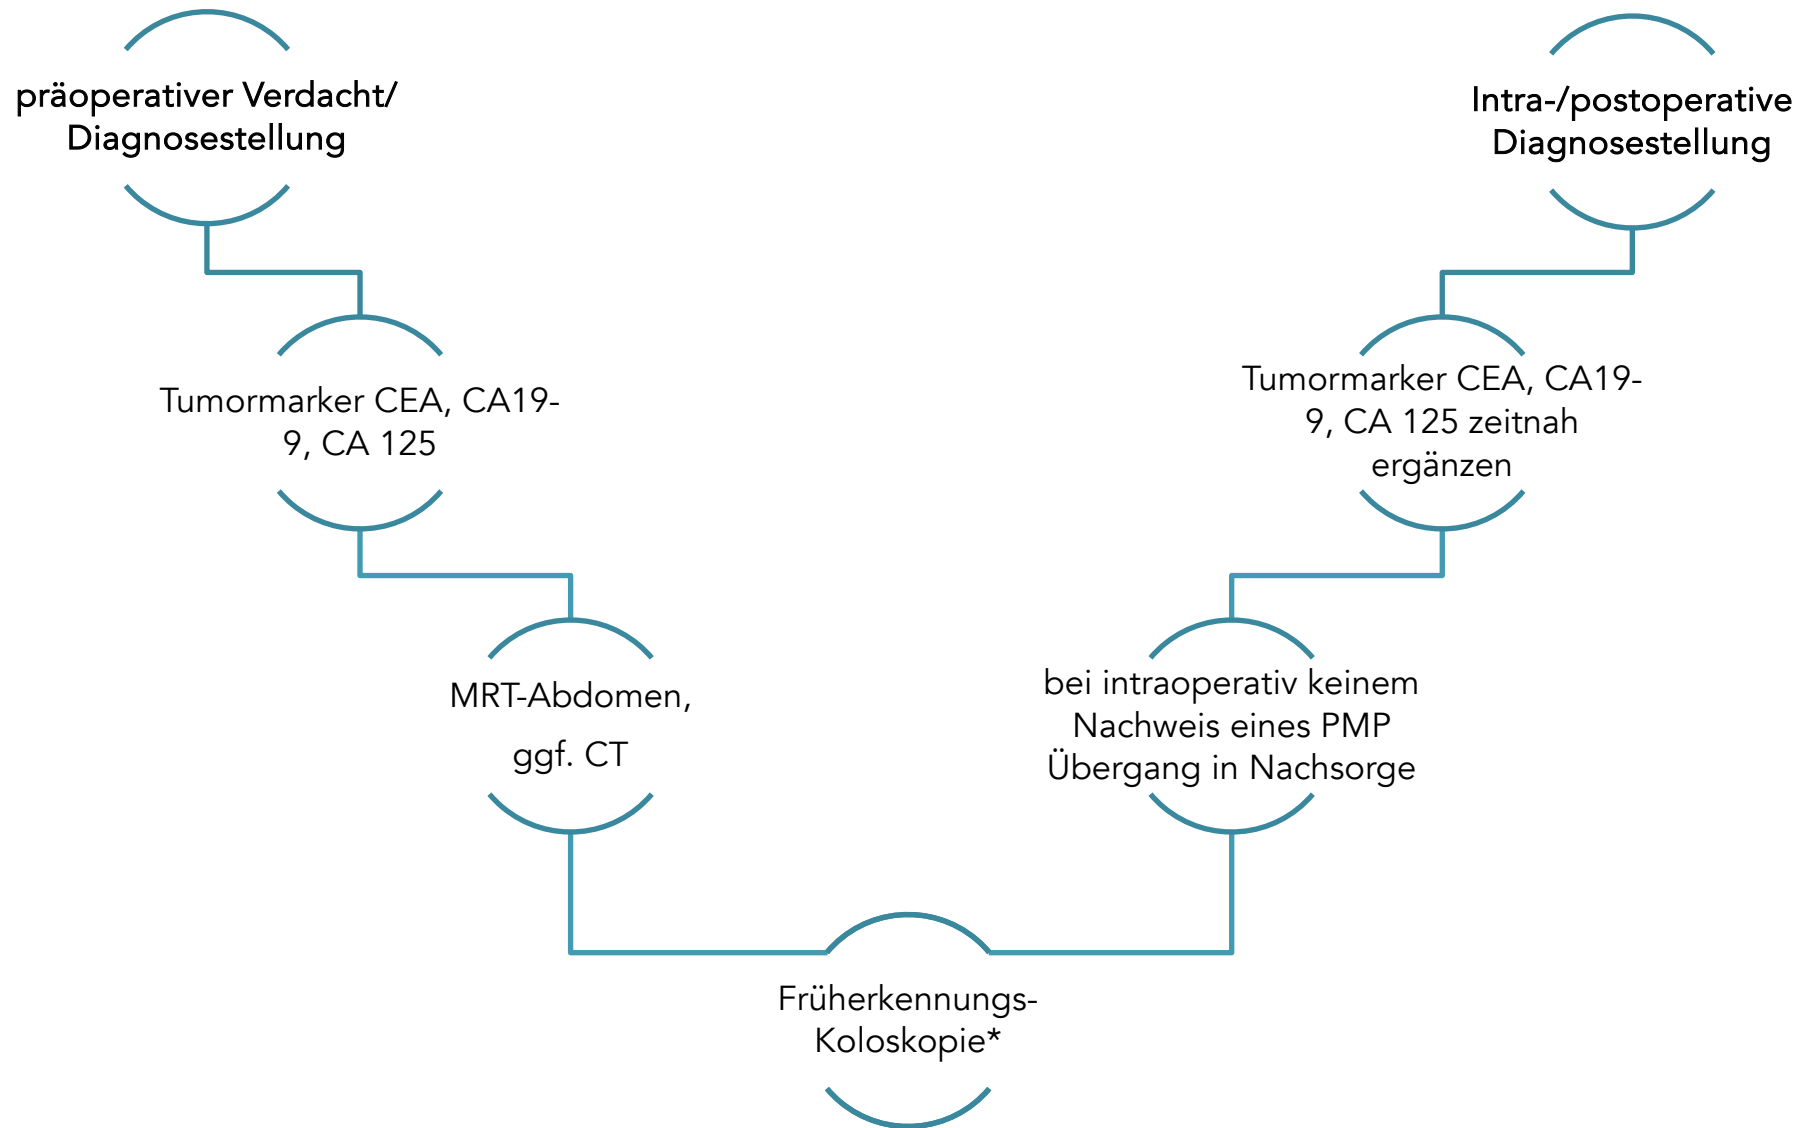 präoperativer Verdacht/
Diagnosestellung
Intra-/postoperative
Diagnosestellung
Tumormarker CEA, CA19-
9, CA 125
Tumormarker CEA, CA19-
9, CA 125 zeitnah
ergänzen
MRT-Abdomen,
ggf. CT
bei intraoperativ keinem
Nachweis eines PMP
Übergang in Nachsorge
Früherkennungs-
Koloskopie*